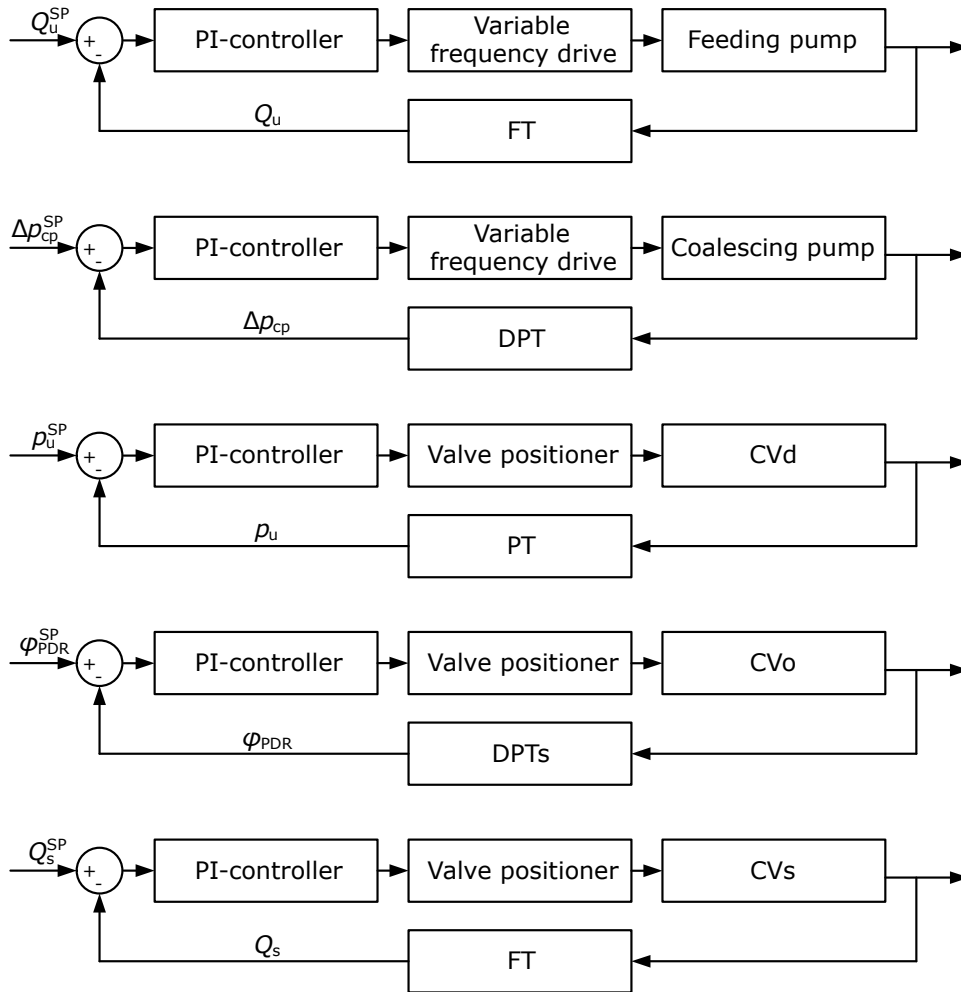 Q_u^SP
+
-
PI-controller
Variable
frequency drive
Feeding pump
Q_u
FT
Δp_cp^SP
+
-
PI-controller
Variable
frequency drive
Coalescing pump
Δp_cp
DPT
p_u^SP
+
-
PI-controller
Valve positioner
CVd
p_u
PT
φ_PDR^SP
+
-
PI-controller
Valve positioner
CVo
φ_PDR
DPTs
Q_s^SP
+
-
PI-controller
Valve positioner
CVs
Q_s
FT